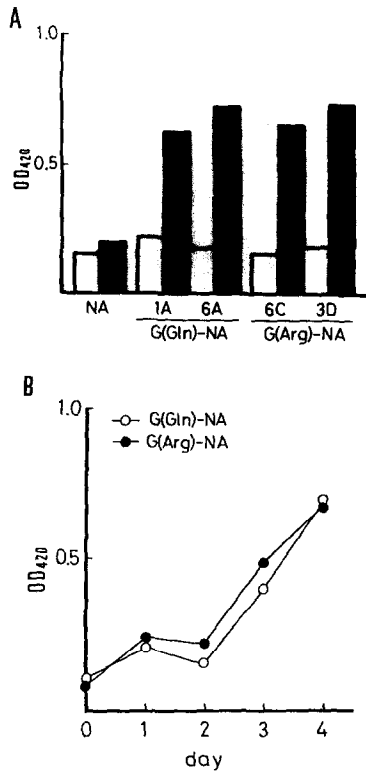 A
1.0
0.5
OD420
NA 1A 6A 6C 3D
G(Gln)-NA G(Arg)-NA
B
1.0
G(Gln)-NA
G(Arg)-NA
0.5
OD420
0 1 2 3 4
day